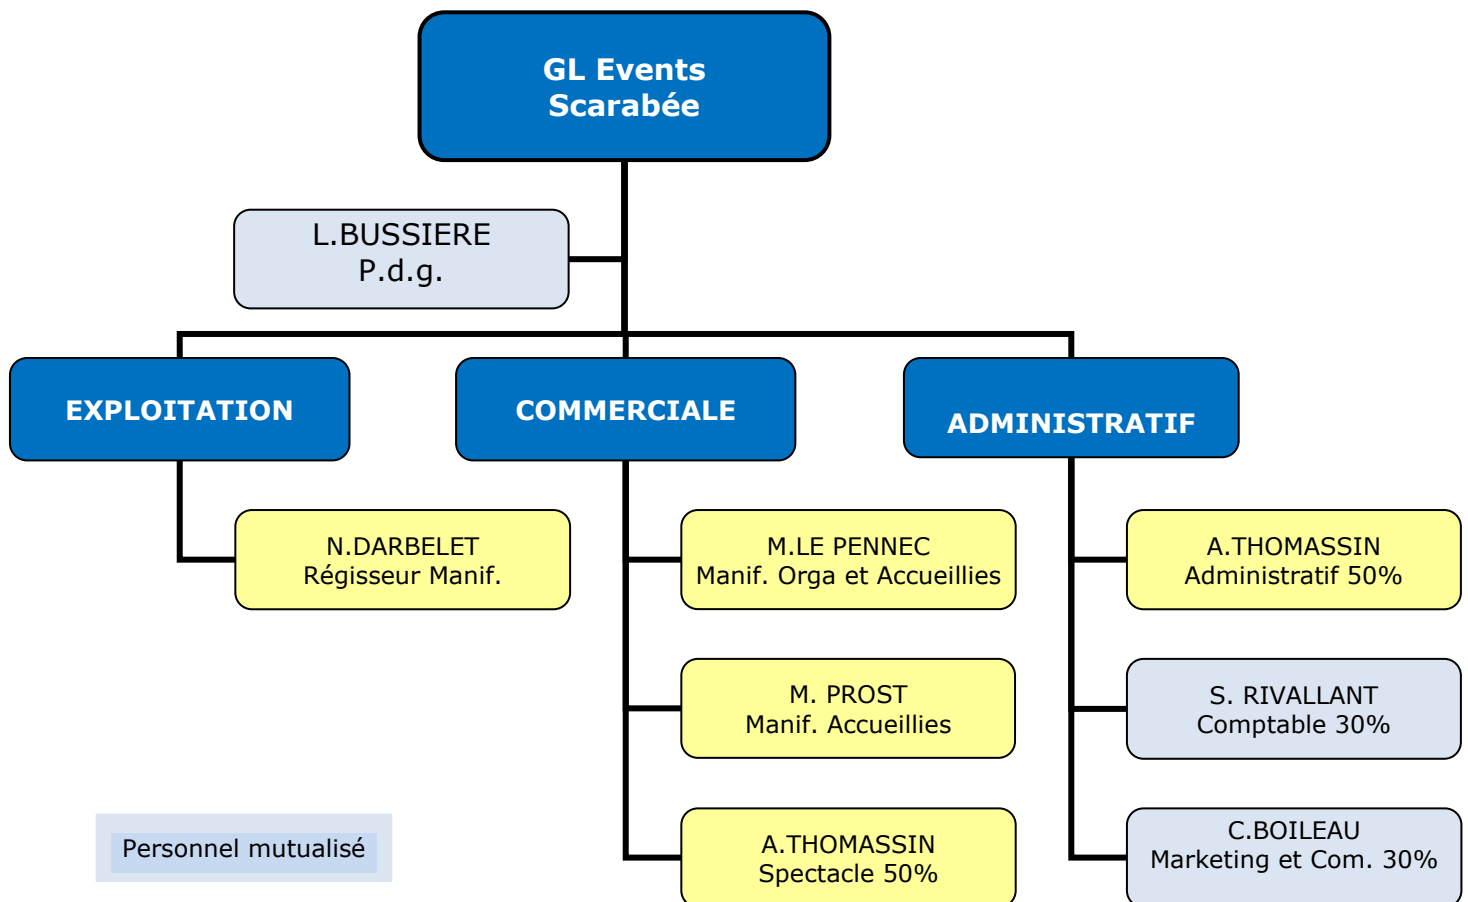 GL Events
Scarabée
L.BUSSIERE
P.d.g.
EXPLOITATION
COMMERCIALE
ADMINISTRATIF
N.DARBELET
Régisseur Manif.
M.LE PENNEC
Manif. Orga et Accueillies
A.THOMASSIN
Administratif 50%
M. PROST
Manif. Accueillies
S. RIVALLANT
Comptable 30%
Personnel mutualisé
A.THOMASSIN
Spectacle 50%
C.BOILEAU
Marketing et Com. 30%